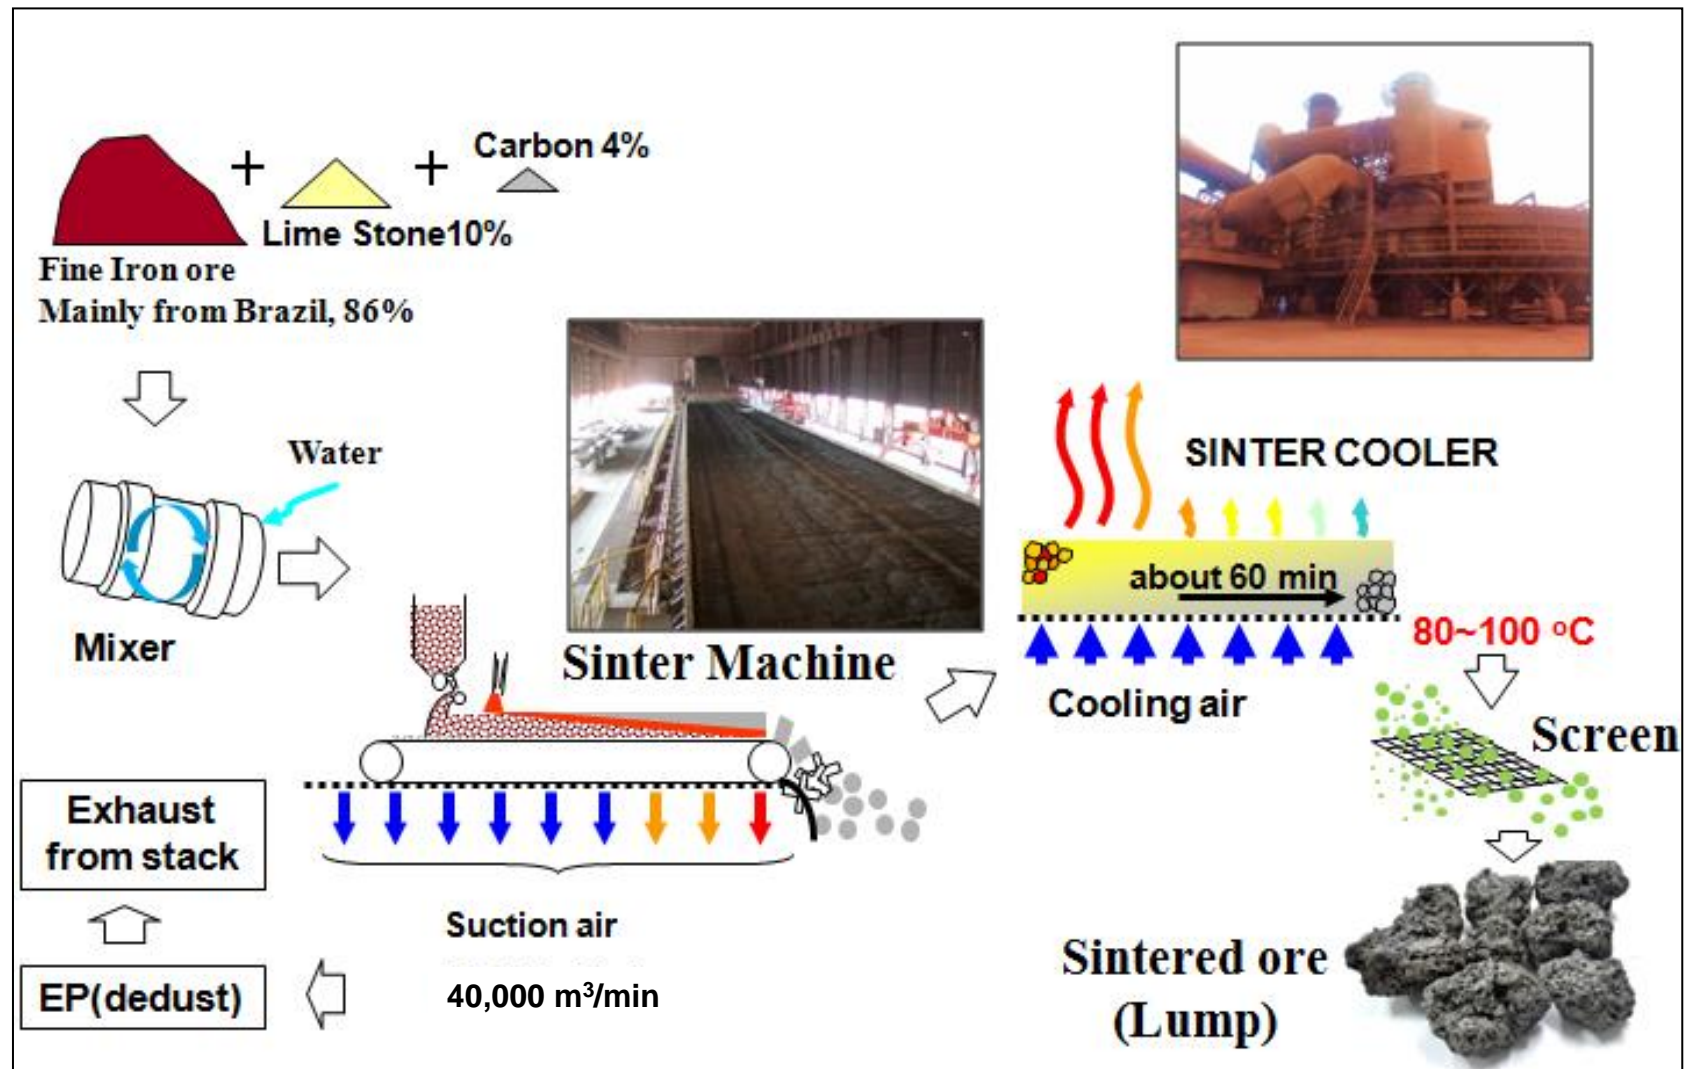 Carbon 4%
Lime Stone10%
Fine Iron ore
Mainly from Brazil, 86%
Water
Mixer
Sinter Machine
SINTER COOLER
about 60 min
80~100 °C
Cooling air
Screen
Exhaust
from stack
Suction air
EP(dedust)
40,000 m³/min
Sintered ore
(Lump)